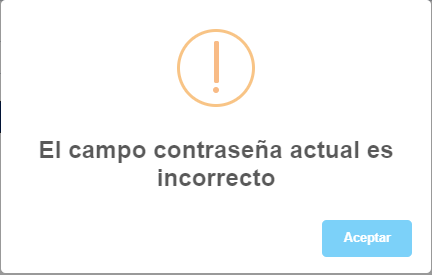 El campo contraseña actual es
incorrecto
Aceptar